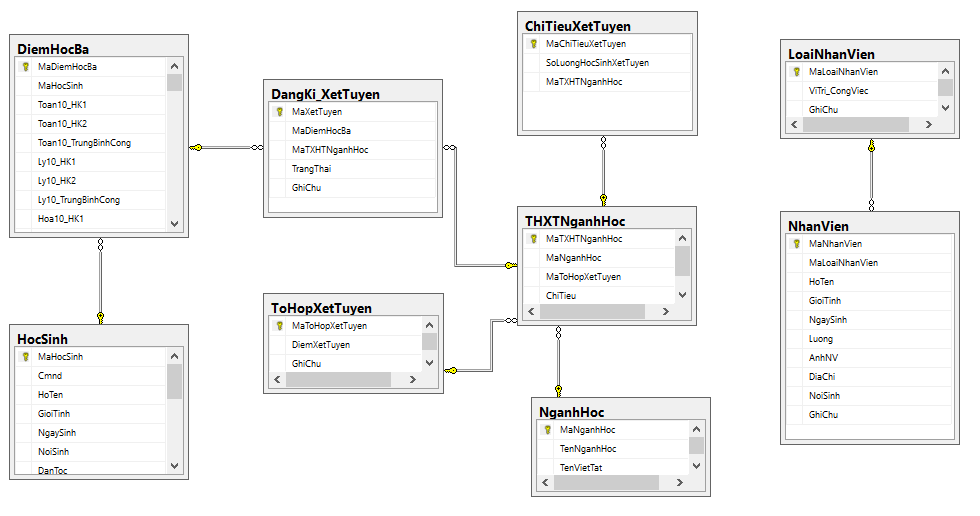 DiemHocBa
MaDiemHocBa
MaHocSinh
Toan10_HK1
Toan10_HK2
Toan10_TrungBinhCong
Ly10_HK1
Ly10_HK2
Ly10_TrungBinhCong
Hoa10_HK1
HocSinh
MaHocSinh
Cmnd
HoTen
GioiTinh
NgaySinh
NoiSinh
DanToc
DangKi_XetTuyen
MaXetTuyen
MaDiemHocBa
MaTXHTNganhHoc
TrangThai
GhiChu
ToHopXetTuyen
MaToHopXetTuyen
DiemXetTuyen
GhiChu
ChiTieuXetTuyen
MaChiTieuXetTuyen
SoLuongHocSinhXetTuyen
MaTXHTNganhHoc
THXTNganhHoc
MaTXHTNganhHoc
MaNganhHoc
MaToHopXetTuyen
ChiTieu
NganhHoc
MaNganhHoc
TenNganhHoc
TenVietTat
LoaiNhanVien
MaLoaiNhanVien
ViTri_CongViec
GhiChu
NhanVien
MaNhanVien
MaLoaiNhanVien
HoTen
GioiTinh
NgaySinh
Luong
AnhNV
DiaChi
NoiSinh
GhiChu